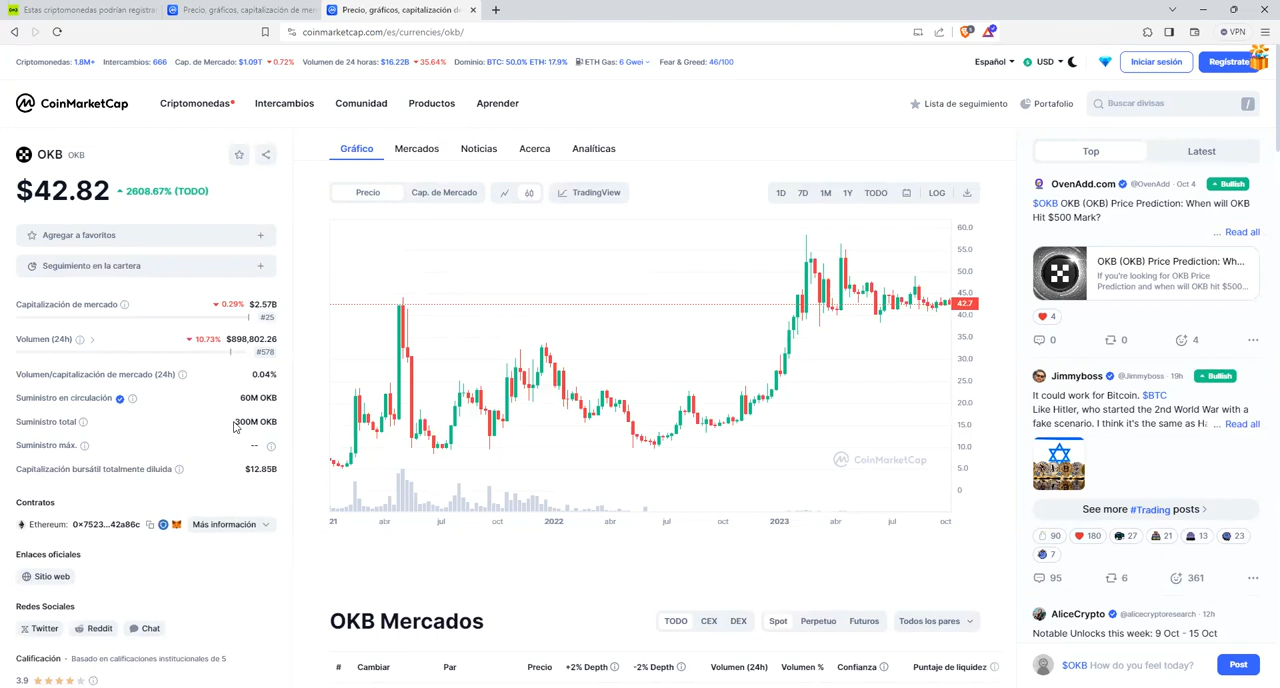 Estas criptomonedas podrían registra
Precio, gráficos, capitalización de mer
Precio, gráficos, capitalización de
coinmarketcap.com/es/currencies/okb/
VPN
Criptomonedas: 1.8M+ Intercambios: 666 Cap. de Mercado: $1.09T 0.72% Volumen de 24 horas: $16.22B 35.64% Dominio: BTC: 50.0% ETH: 17.9% ETH Gas: 6 Gwei Fear & Greed: 46/100
Español USD Iniciar sesión Regístrate
CoinMarketCap Criptomonedas Intercambios Comunidad Productos Aprender
Lista de seguimiento Portafolio Buscar divisas /
OKB OKB
$42.82 2608.67% (TODO)
Agregar a favoritos +
Seguimiento en la cartera +
Capitalización de mercado 0.29% $2.57B
#25
Volumen (24h) 10.73% $898,802.26
#578
Volumen/capitalización de mercado (24h) 0.04%
Suministro en circulación 60M OKB
Suministro total 300M OKB
Suministro máx. --
Capitalización bursátil totalmente diluida $12.85B
Contratos
Ethereum: 0x7523...42a86c Más información
Enlaces oficiales
Sitio web
Redes Sociales
Twitter Reddit Chat
Calificación · Basado en calificaciones institucionales de 5
3.9
Gráfico Mercados Noticias Acerca Analíticas
Precio Cap. de Mercado TradingView
1D 7D 1M 1Y TODO LOG
60.0
55.0
50.0
45.0
42.7
40.0
35.0
30.0
25.0
20.0
15.0
10.0
5.0
0
CoinMarketCap
21 abr jul oct 2022 abr jul oct 2023 abr jul oct
OKB Mercados
TODO CEX DEX Spot Perpetuo Futuros Todos los pares
# Cambiar Par Precio +2% Depth -2% Depth Volumen (24h) Volumen % Confianza Puntaje de liquidez
Top Latest
OvenAdd.com @OvenAdd · Oct 4 Bullish
$OKB OKB (OKB) Price Prediction: When will OKB
Hit $500 Mark?
... Read all
OKB (OKB) Price Prediction: Wh...
If you're looking for OKB Price
Prediction and when will OKB hit $500...
4
0 0 4
Jimmyboss @Jimmyboss · 19h Bullish
It could work for Bitcoin. $BTC
Like Hitler, who started the 2nd World War with a
fake scenario. I think it's the same as Ha ... Read all
See more #Trading posts
90 180 27 21 13 23
7
95 6 361
AliceCrypto @alicecryptoresearch · 12h
Notable Unlocks this week: 9 Oct - 15 Oct
$OKB How do you feel today? Post